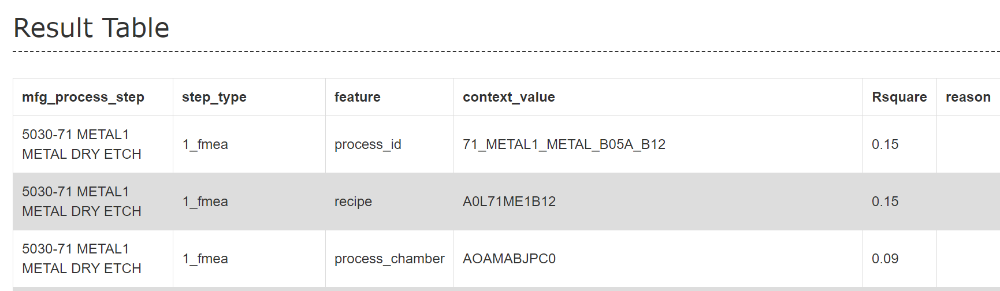 Result Table
mfg_process_step step_type feature context_value Rsquare reason
5030-71 METAL1
METAL DRY ETCH
1_fmea process_id 71_METAL1_METAL_B05A_B12 0.15
5030-71 METAL1
METAL DRY ETCH
1_fmea recipe A0L71ME1B12 0.15
5030-71 METAL1
METAL DRY ETCH
1_fmea process_chamber AOAMABJPC0 0.09